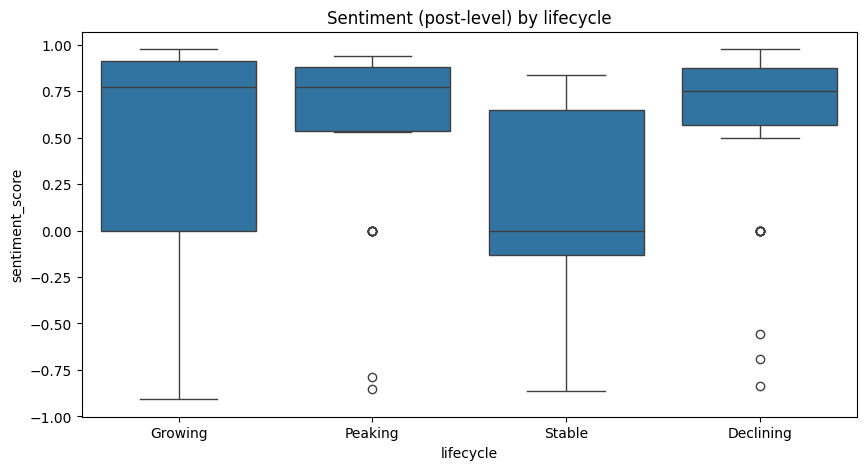 Sentiment (post-level) by lifecycle
sentiment_score
1.00
0.75
0.50
0.25
0.00
−0.25
−0.50
−0.75
−1.00
Growing
Peaking
Stable
Declining
lifecycle